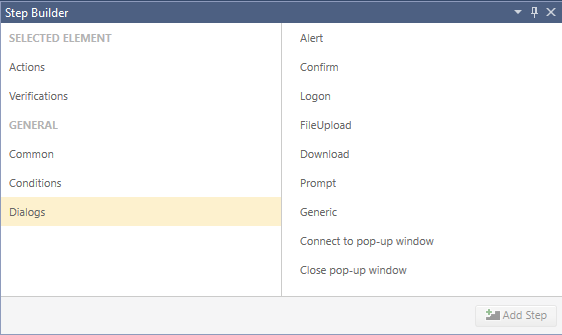 Step Builder
SELECTED ELEMENT
Actions
Verifications
GENERAL
Common
Conditions
Dialogs
Alert
Confirm
Logon
FileUpload
Download
Prompt
Generic
Connect to pop-up window
Close pop-up window
Add Step